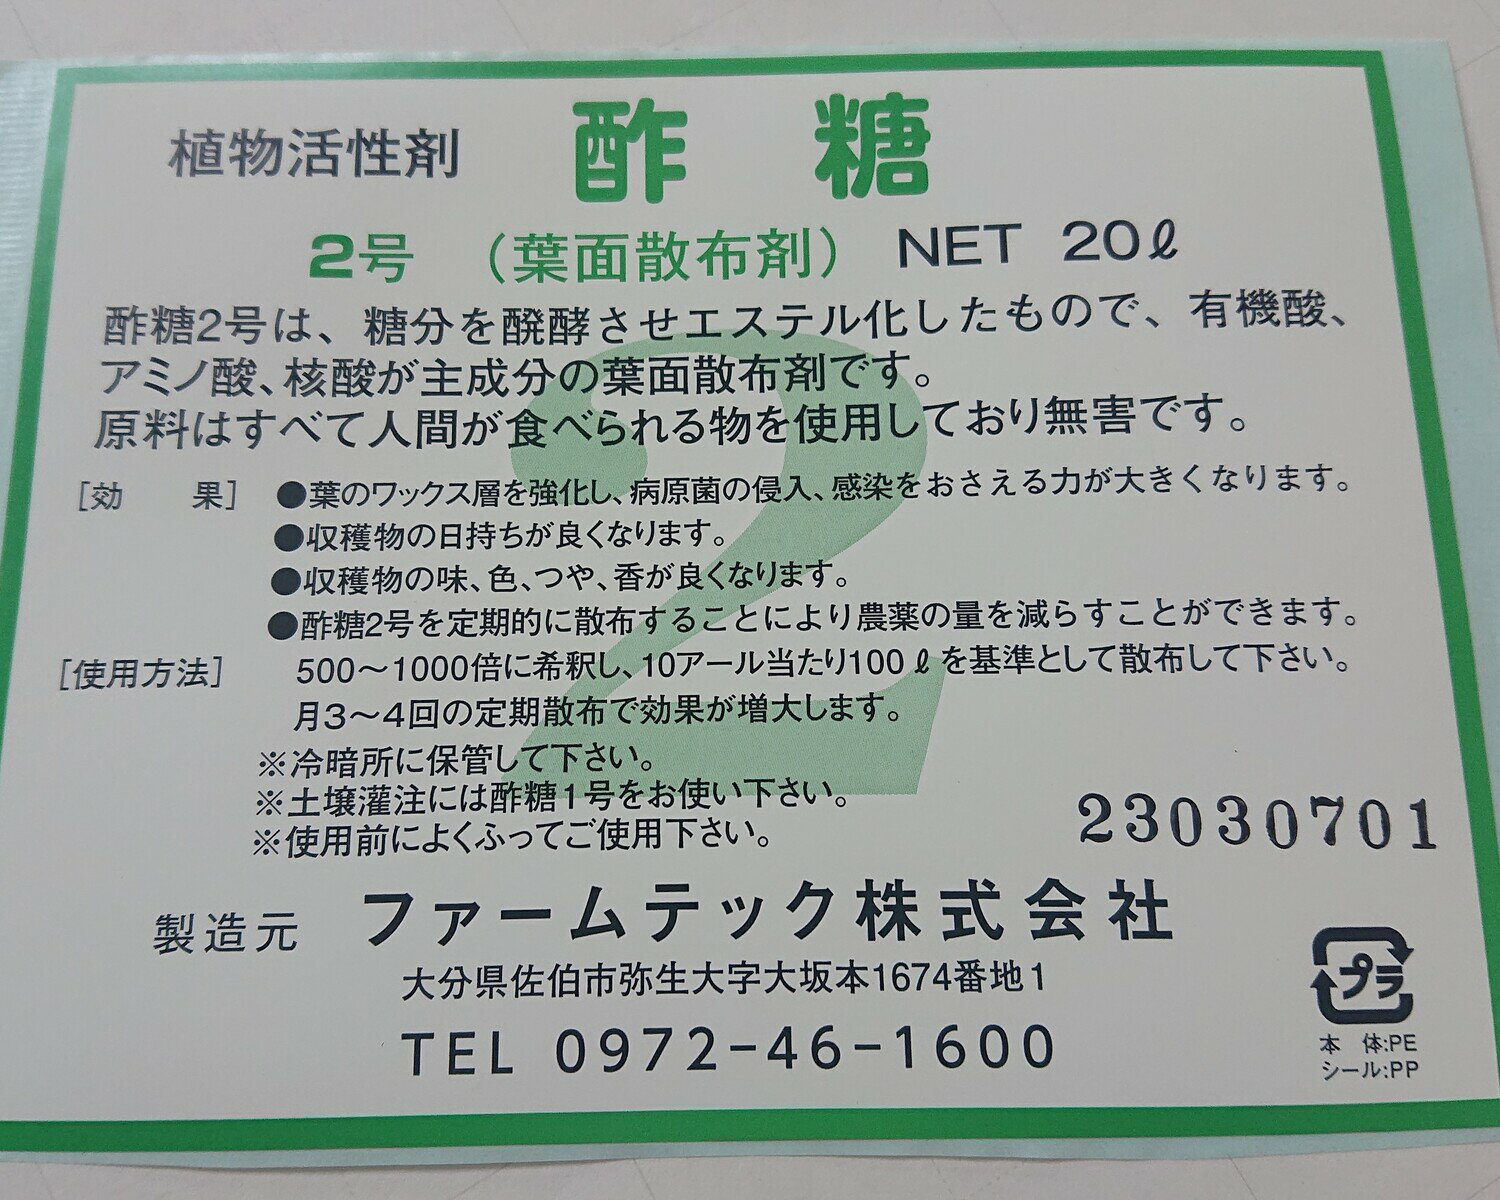 植物活性剤 酢糖
2号 (葉面散布剤) NET 20ℓ
酢糖2号は、糖分を醗酵させエステル化したもので、有機酸、
アミノ酸、核酸が主成分の葉面散布剤です。
原料はすべて人間が食べられる物を使用しており無害です。
[効 果] ●葉のワックス層を強化し、病原菌の侵入、感染をおさえる力が大きくなります。
●収穫物の日持ちが良くなります。
●収穫物の味、色、つや、香が良くなります。
●酢糖2号を定期的に散布することにより農薬の量を減らすことができます。
[使用方法] 500〜1000倍に希釈し、10アール当たり100ℓを基準として散布して下さい。
月3〜4回の定期散布で効果が増大します。
※冷暗所に保管して下さい。
※土壌灌注には酢糖1号をお使い下さい。
※使用前によくふってご使用下さい。
23030701
製造元 ファームテック株式会社
大分県佐伯市弥生大字大坂本1674番地1
TEL 0972-46-1600
プラ
本 体:PE
シール:PP
2